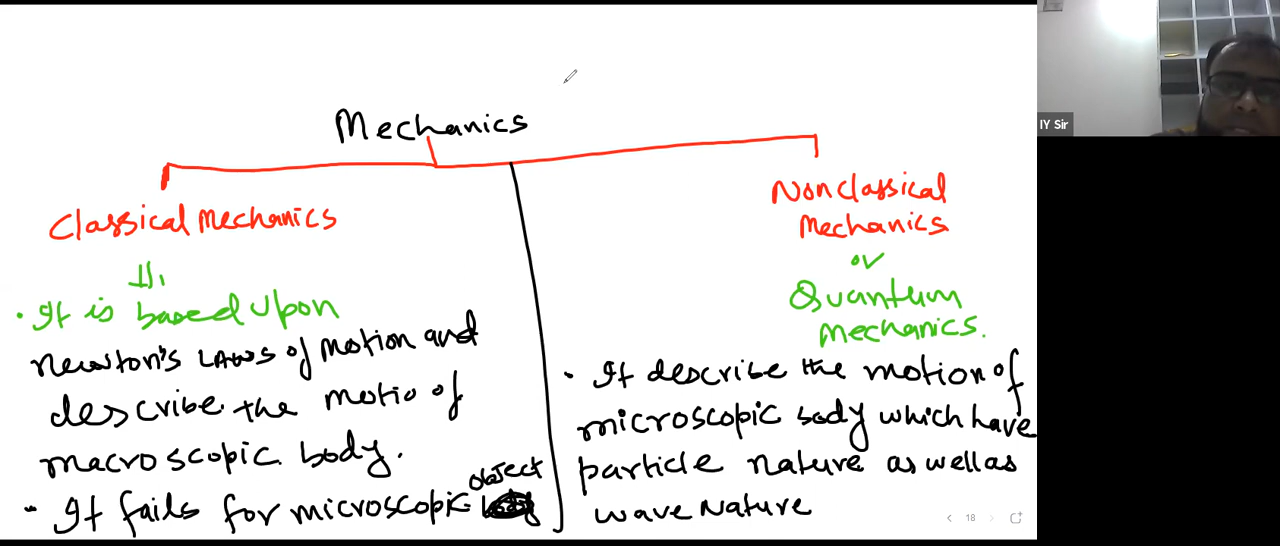 Mechanics
Classical Mechanics
• It is based upon
Newton's Laws of motion and
describe the motio of
macroscopic body.
• It fails for microscopic object
Nonclassical
Mechanics
or
Quantum
mechanics.
• It describe the motion of
microscopic body which have
particle nature as well as
wave nature
IY Sir
18